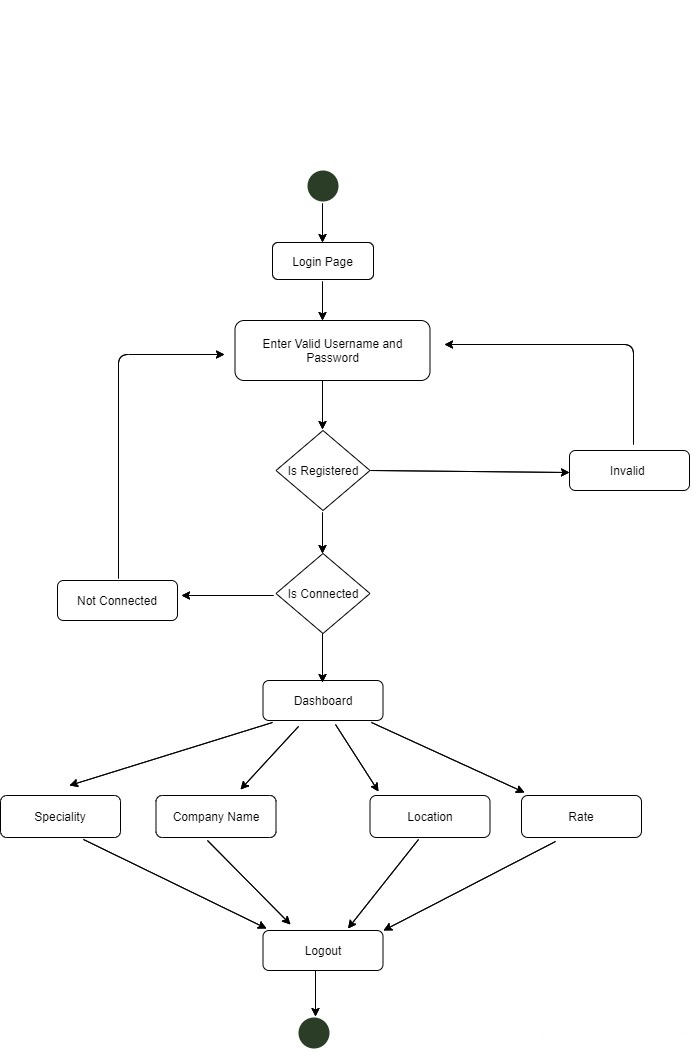 Login Page
Enter Valid Username and
Password
Is Registered
Invalid
Is Connected
Not Connected
Dashboard
Speciality
Company Name
Location
Rate
Logout